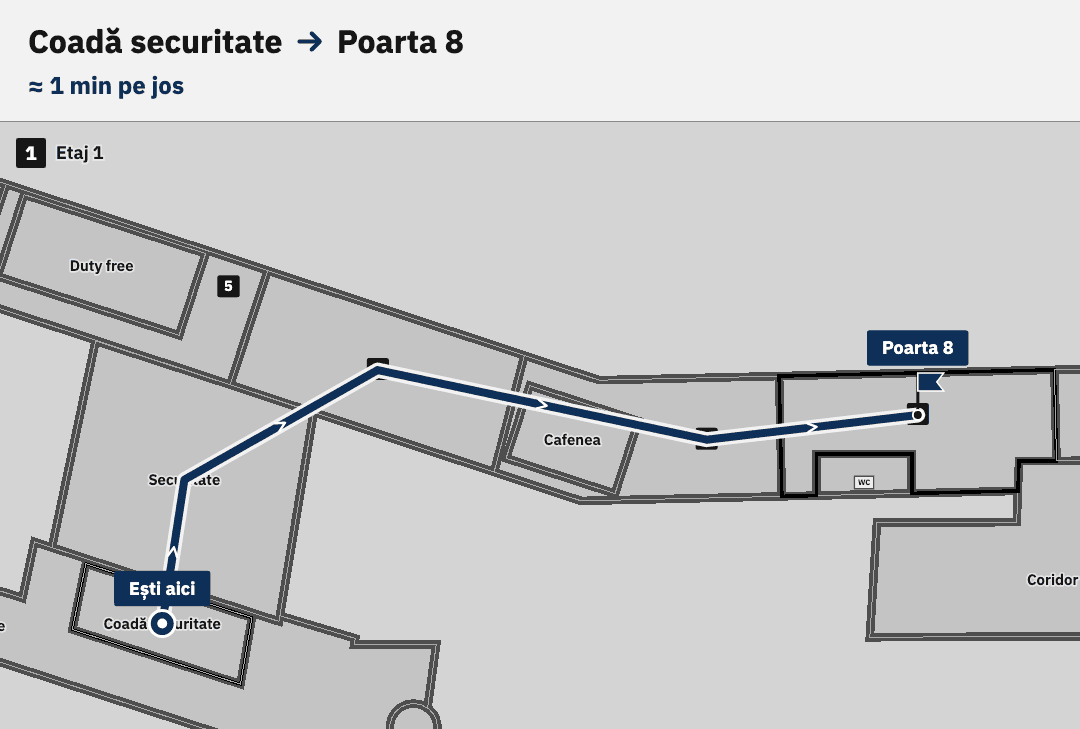 Coadă securitate → Poarta 8
≈ 1 min pe jos
1 Etaj 1
Duty free
5
Poarta 8
Cafenea
WC
Ești aici
Coridor